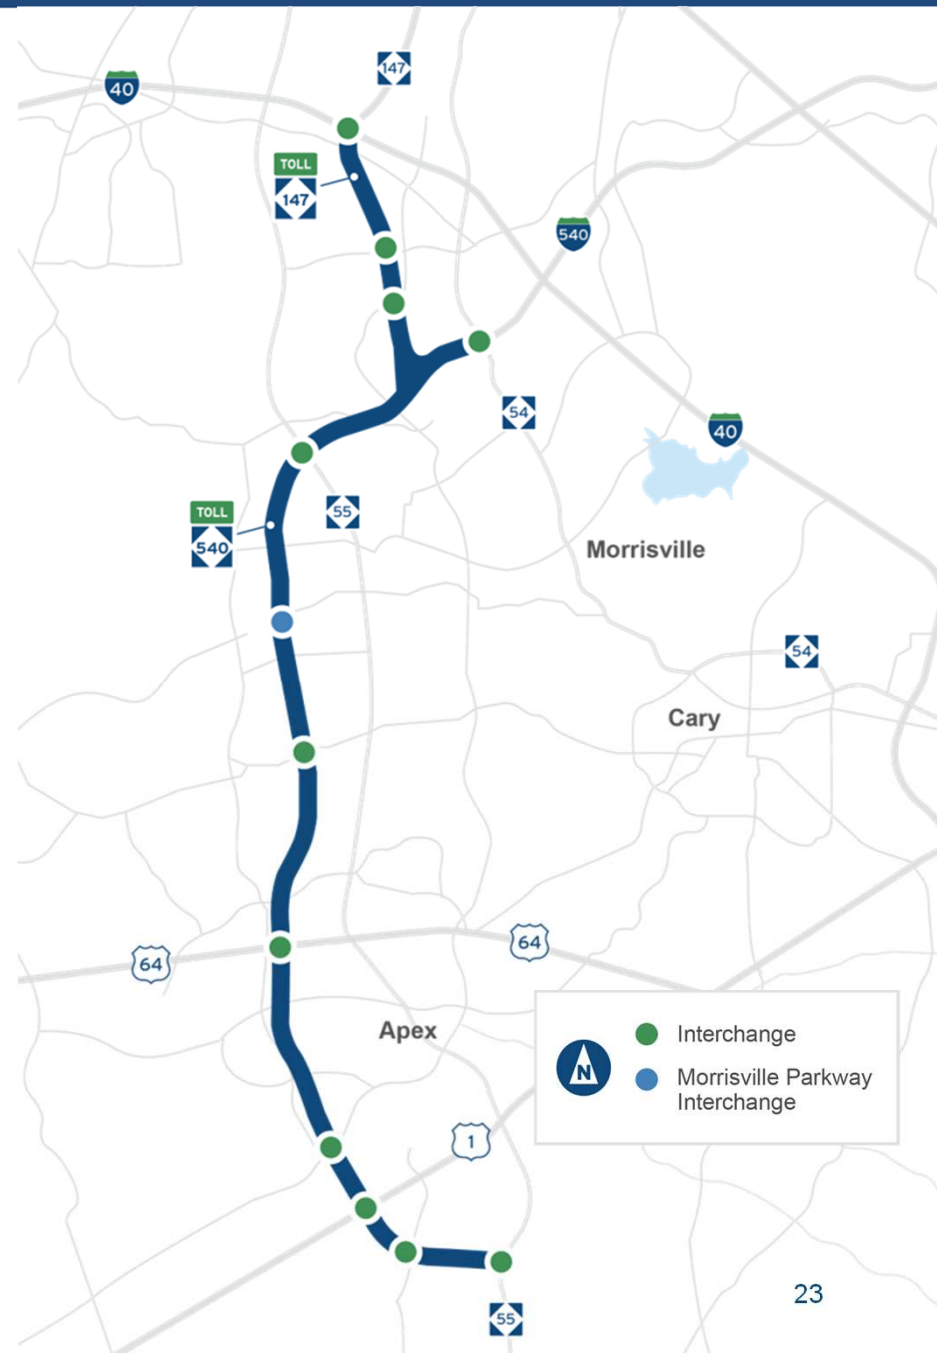 147
40
TOLL
147
540
54
40
TOLL
540
55
Morrisville
54
Cary
64
64
Apex
Interchange
N
Morrisville Parkway
Interchange
1
23
55